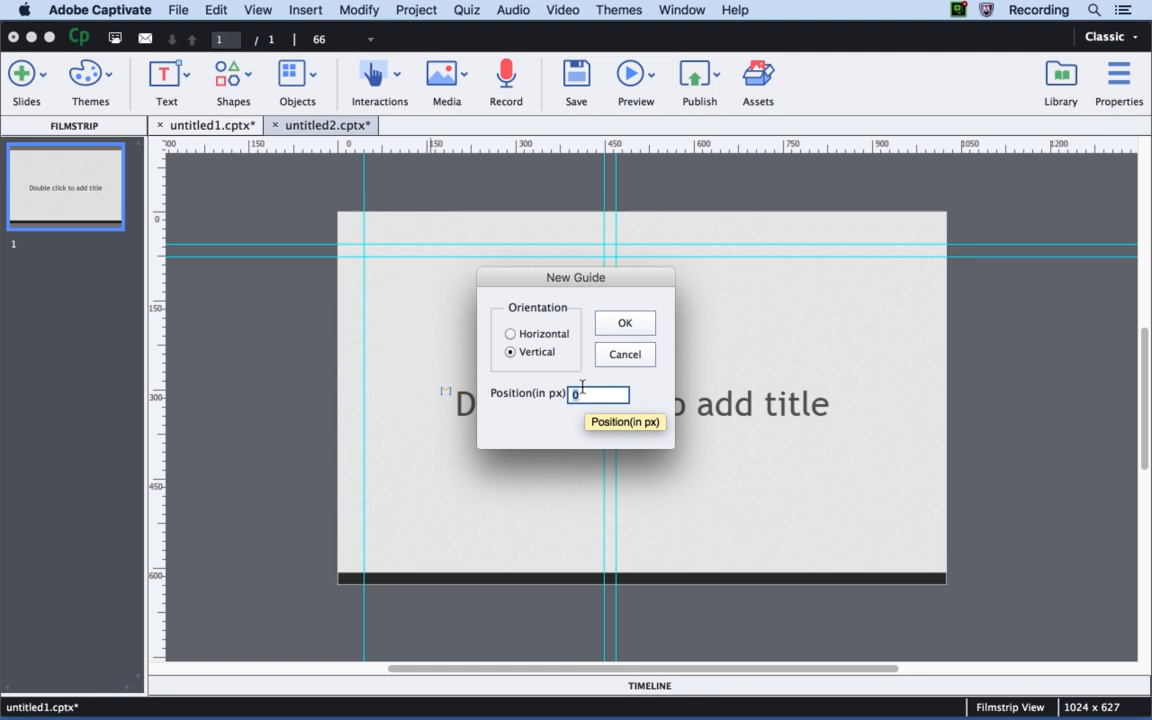 Adobe Captivate File Edit View Insert Modify Project Quiz Audio Video Themes Window Help Recording
Cp 1 / 1 66 Classic
Slides Themes Text Shapes Objects Interactions Media Record Save Preview Publish Assets Library Properties
FILMSTRIP × untitled1.cptx* × untitled2.cptx*
150 0 150 300 450 600 750 900 1050 1200
Double click to add title
1
0
150
300
450
600
New Guide
Orientation
Horizontal
Vertical
OK
Cancel
Position(in px) 0
Position(in px)
D o add title
TIMELINE
untitled1.cptx* Filmstrip View 1024 x 627